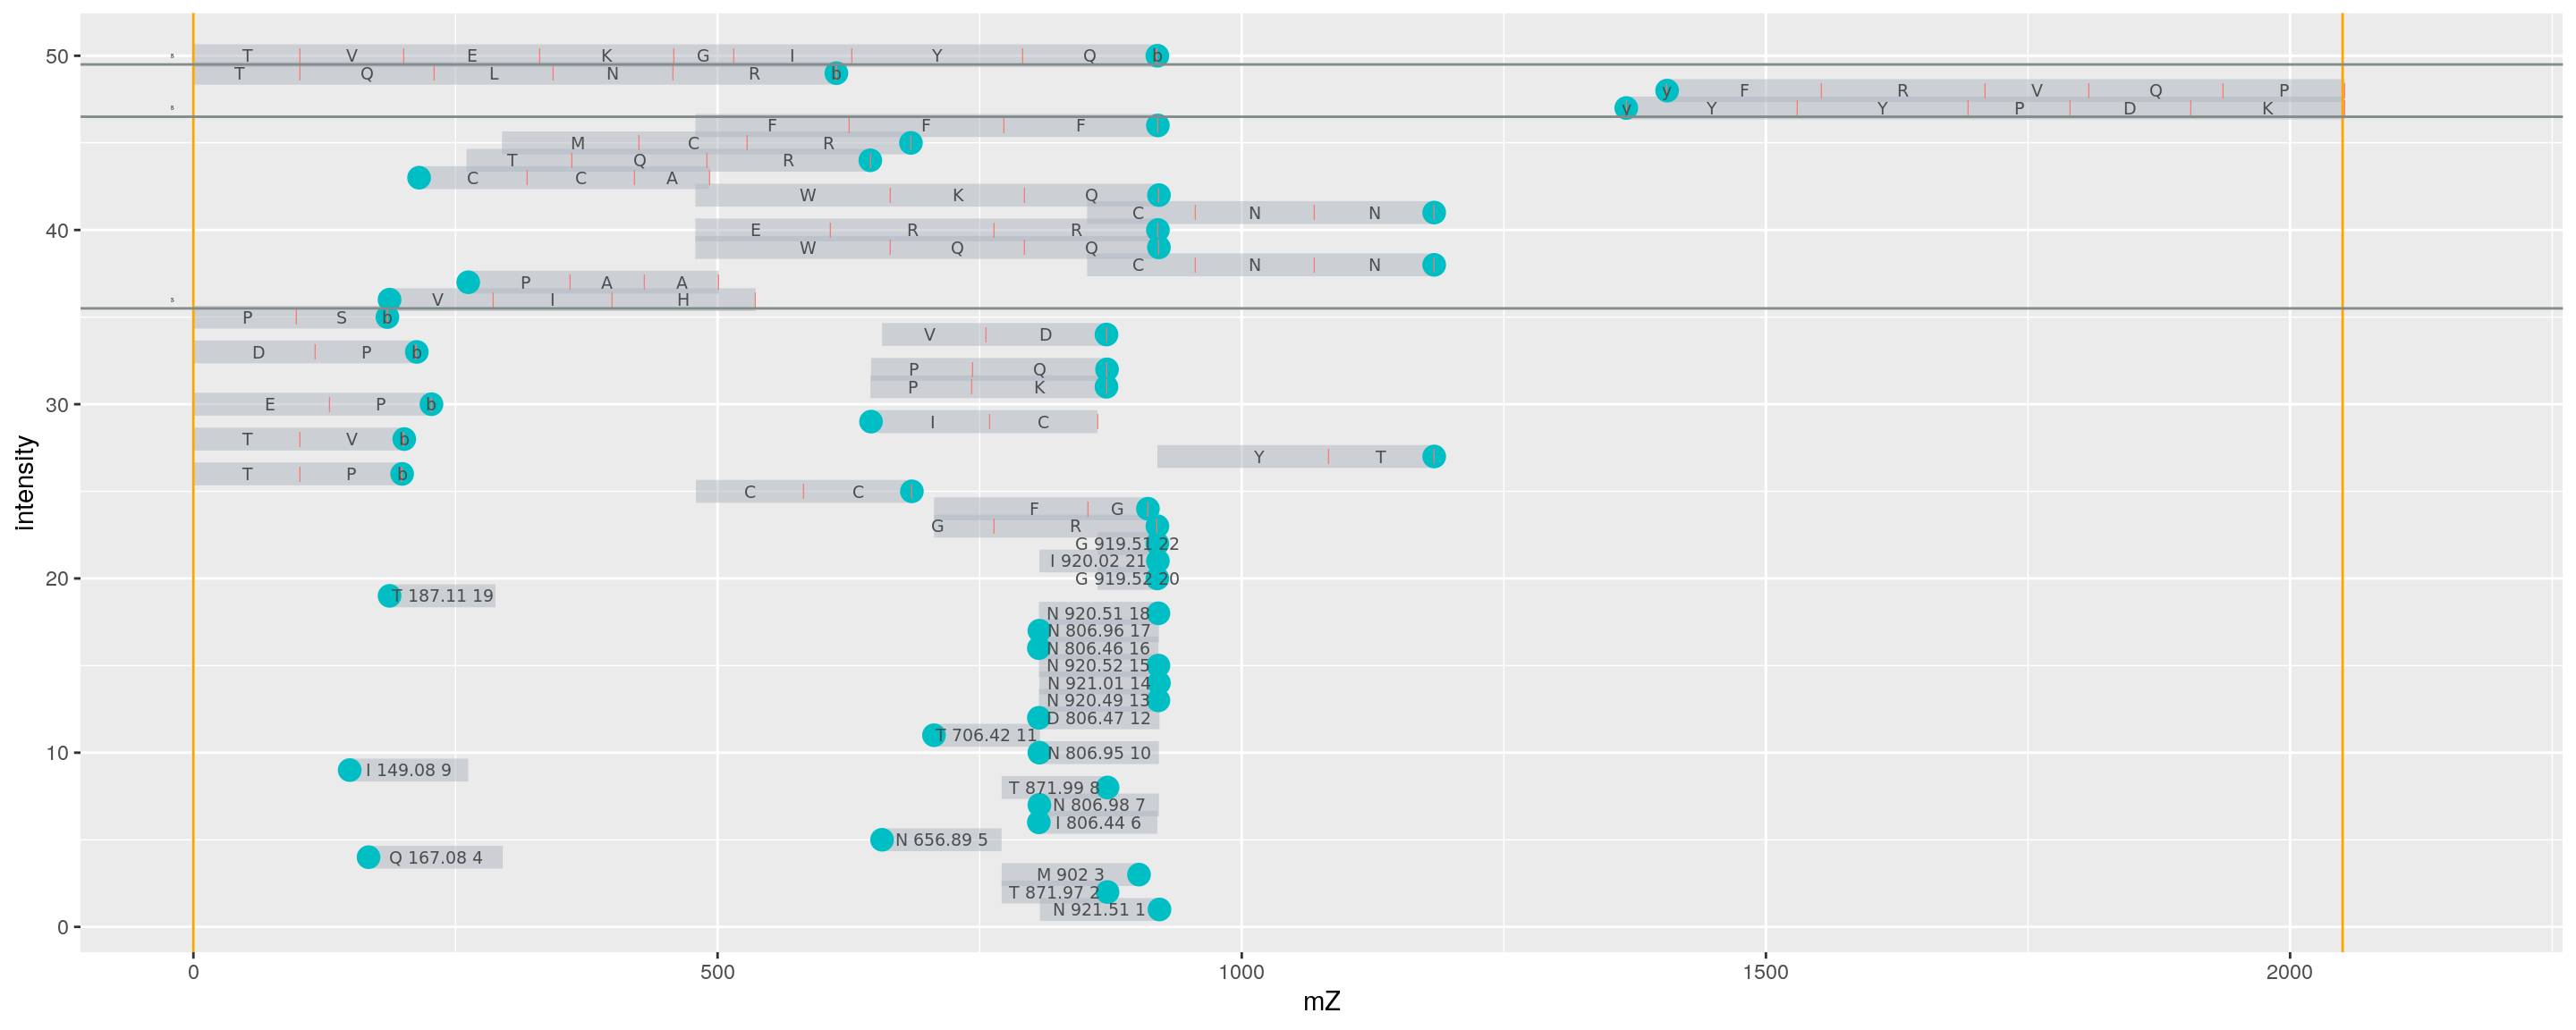 50 s T V E K G I Y Q b
T Q L N R b
y F R V Q P
s y Y Y P D K
F F F
M C R
T Q R
C C A
W K Q
C N N
40 E R R
W Q Q
C N N
P A A
s V I H
P S b
V D
D P b
P Q
P K
30 E P b
I C
T V b
Y T
T P b
C C
F G
G R
G 919.51 22
I 920.02 21
20 G 919.52 20
T 187.11 19
N 920.51 18
N 806.96 17
N 806.46 16
N 920.52 15
N 921.01 14
N 920.49 13
D 806.47 12
T 706.42 11
10 N 806.95 10
I 149.08 9
T 871.99 8
N 806.98 7
I 806.44 6
N 656.89 5
Q 167.08 4
M 902 3
T 871.97 2
N 921.51 1
0
intensity
0 500 1000 1500 2000
mZ